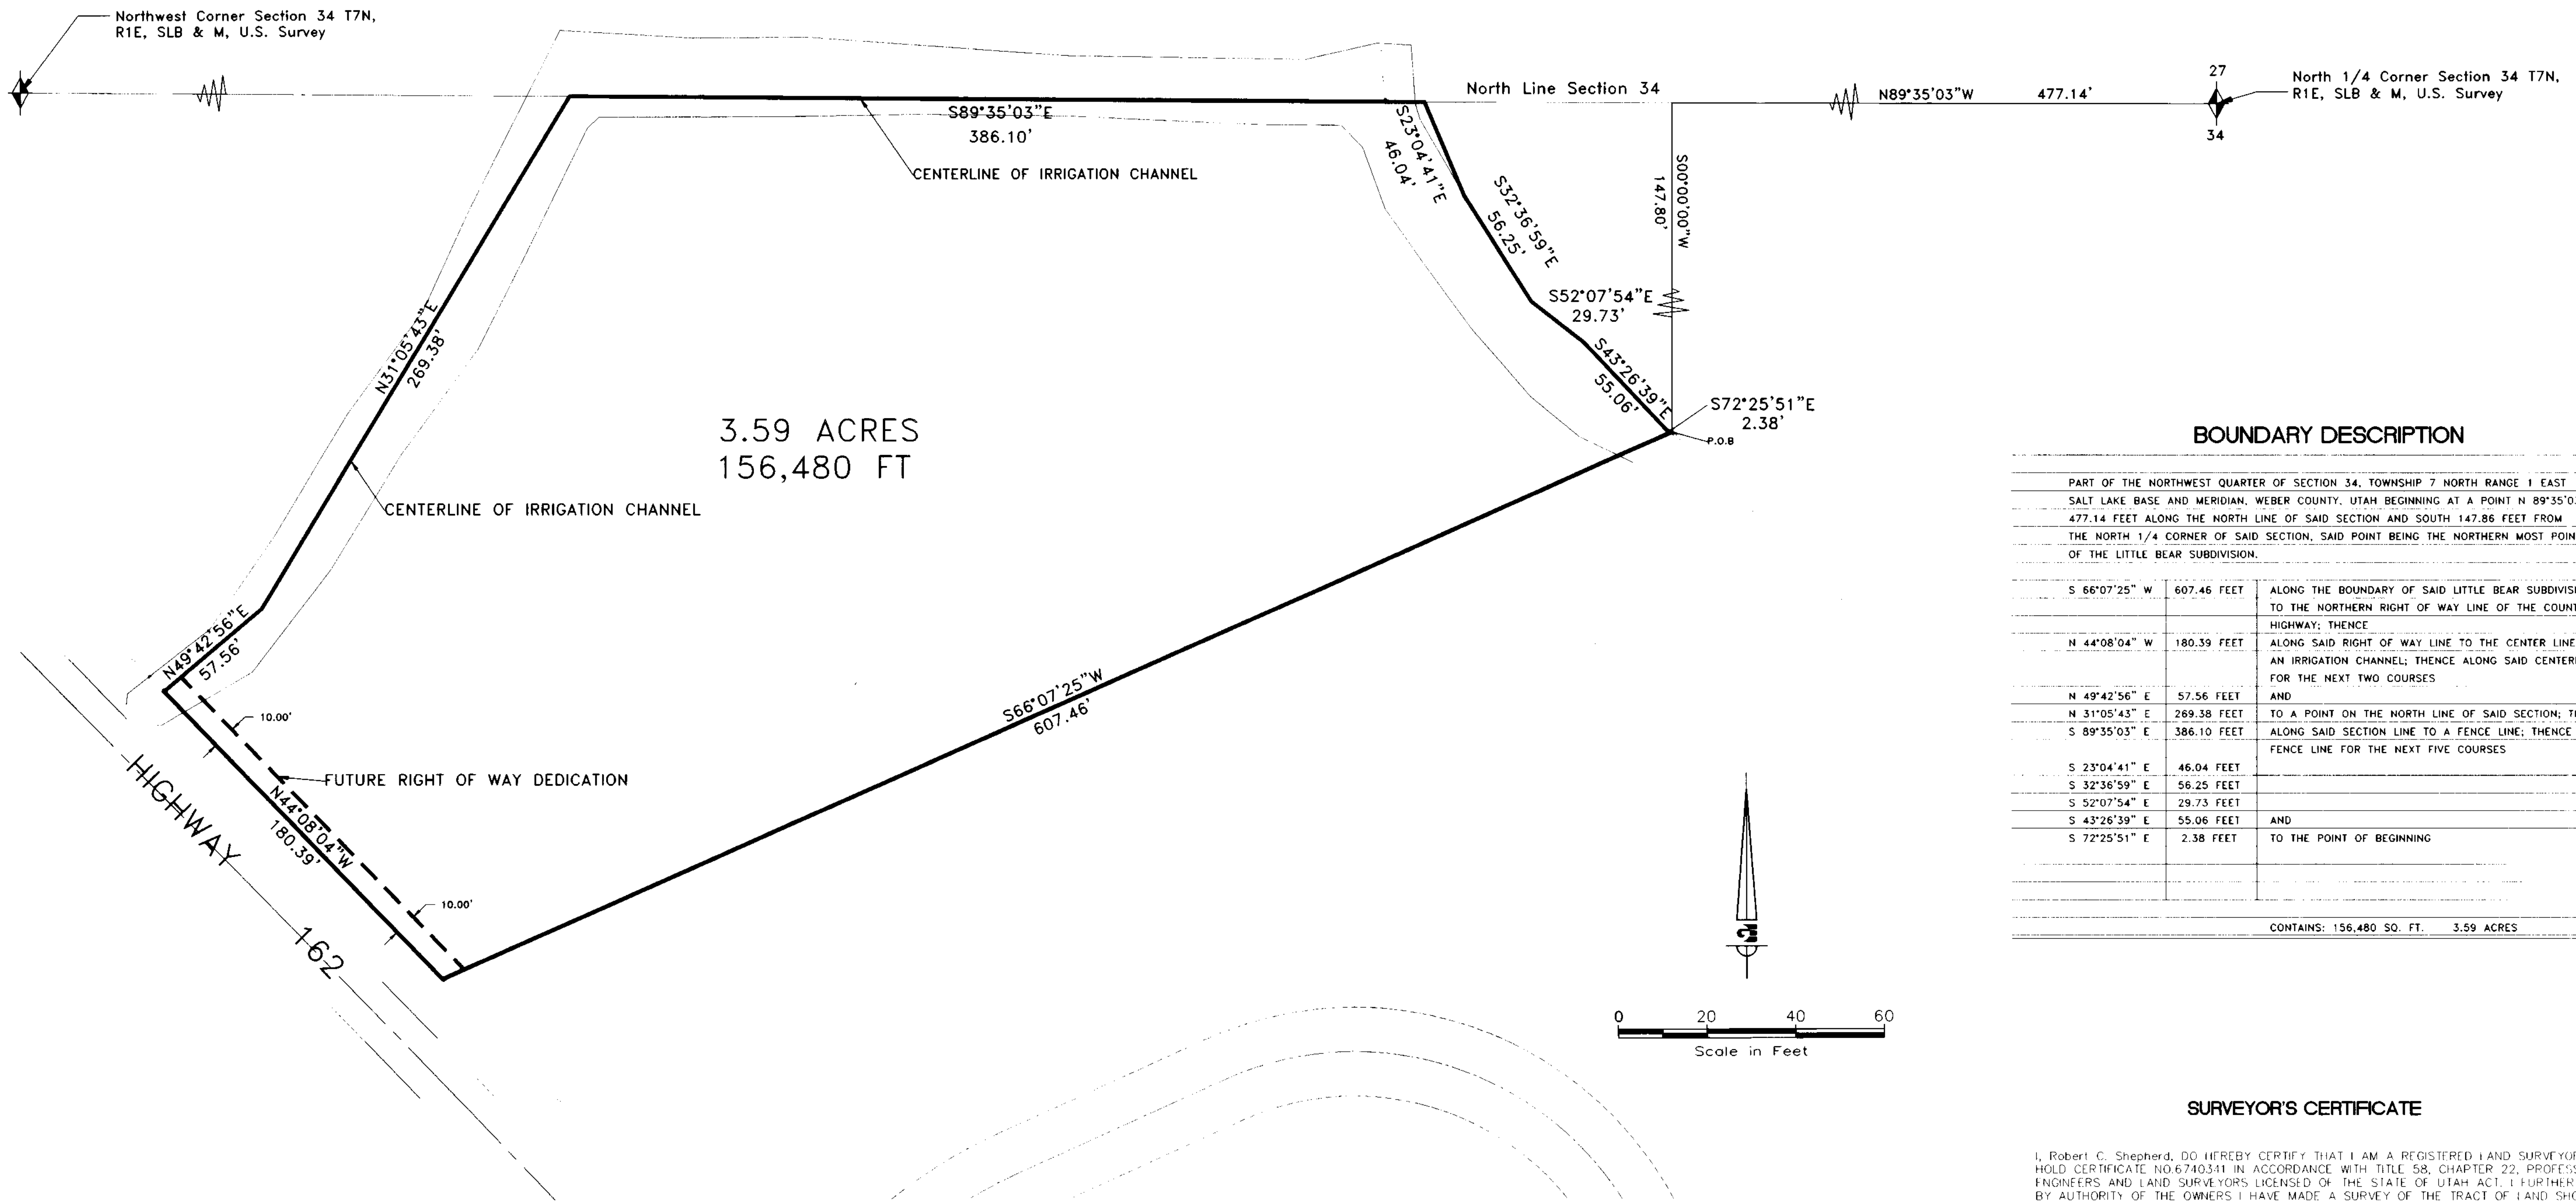 Northwest Corner Section 34 T7N,
R1E, SLB & M, U.S. Survey
North Line Section 34
N89°35'03"W 477.14'
27
34
North 1/4 Corner Section 34 T7N,
R1E, SLB & M, U.S. Survey
S89°35'03"E
386.10'
CENTERLINE OF IRRIGATION CHANNEL
S23°04'41"E
46.04'
S32°36'59"E
56.25'
S00°00'00"W
147.80'
S52°07'54"E
29.73'
S43°26'39"E
55.06'
S72°25'51"E
2.38'
P.O.B
N31°05'43"E
269.38'
3.59 ACRES
156,480 FT
CENTERLINE OF IRRIGATION CHANNEL
N49°42'56"E
57.56'
10.00'
S66°07'25"W
607.46'
FUTURE RIGHT OF WAY DEDICATION
N44°08'04"W
180.39'
10.00'
HIGHWAY 162
0 20 40 60
Scale in Feet
BOUNDARY DESCRIPTION
PART OF THE NORTHWEST QUARTER OF SECTION 34, TOWNSHIP 7 NORTH RANGE 1 EAST
SALT LAKE BASE AND MERIDIAN, WEBER COUNTY, UTAH BEGINNING AT A POINT N 89°35'0
477.14 FEET ALONG THE NORTH LINE OF SAID SECTION AND SOUTH 147.86 FEET FROM
THE NORTH 1/4 CORNER OF SAID SECTION, SAID POINT BEING THE NORTHERN MOST POIN
OF THE LITTLE BEAR SUBDIVISION.
S 66°07'25" W 607.46 FEET ALONG THE BOUNDARY OF SAID LITTLE BEAR SUBDIVISI
TO THE NORTHERN RIGHT OF WAY LINE OF THE COUNT
HIGHWAY; THENCE
N 44°08'04" W 180.39 FEET ALONG SAID RIGHT OF WAY LINE TO THE CENTER LINE
AN IRRIGATION CHANNEL; THENCE ALONG SAID CENTER
FOR THE NEXT TWO COURSES
N 49°42'56" E 57.56 FEET AND
N 31°05'43" E 269.38 FEET TO A POINT ON THE NORTH LINE OF SAID SECTION; T
S 89°35'03" E 386.10 FEET ALONG SAID SECTION LINE TO A FENCE LINE; THENCE
FENCE LINE FOR THE NEXT FIVE COURSES
S 23°04'41" E 46.04 FEET
S 32°36'59" E 56.25 FEET
S 52°07'54" E 29.73 FEET
S 43°26'39" E 55.06 FEET AND
S 72°25'51" E 2.38 FEET TO THE POINT OF BEGINNING
CONTAINS: 156,480 SQ. FT. 3.59 ACRES
SURVEYOR'S CERTIFICATE
I, Robert C. Shepherd, DO HEREBY CERTIFY THAT I AM A REGISTERED LAND SURVEYOR
HOLD CERTIFICATE NO.6740341 IN ACCORDANCE WITH TITLE 58, CHAPTER 22, PROFESS
ENGINEERS AND LAND SURVEYORS LICENSED OF THE STATE OF UTAH ACT. I FURTHER
BY AUTHORITY OF THE OWNERS I HAVE MADE A SURVEY OF THE TRACT OF LAND SHO